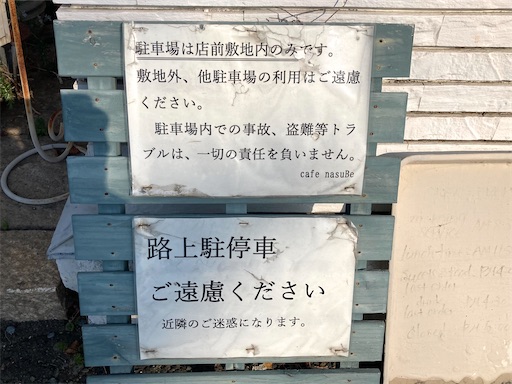 駐車場は店前敷地内のみです。
敷地外、他駐車場の利用はご遠慮
ください。
駐車場内での事故、盗難等トラ
ブルは、一切の責任を負いません。
cafe nasuBe
路上駐停車
ご遠慮ください
近隣のご迷惑になります。